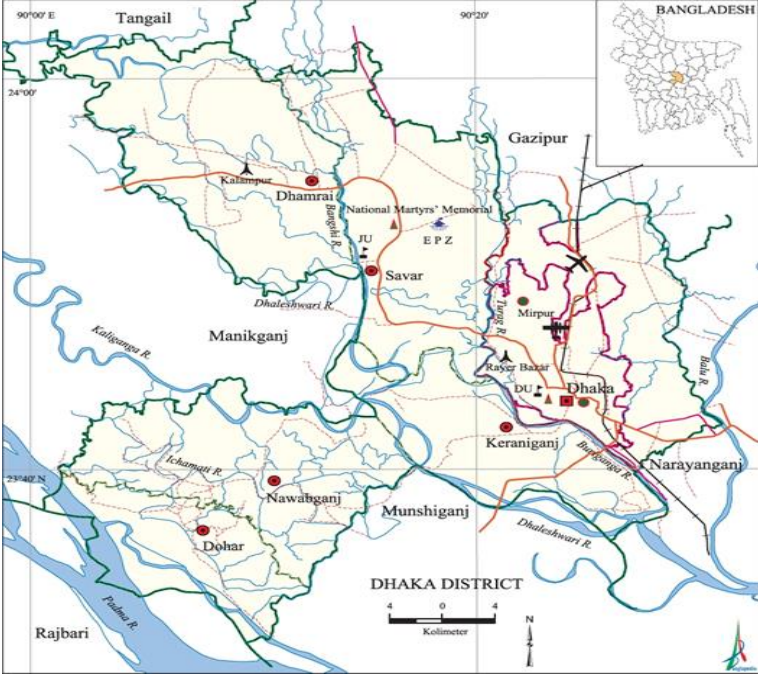 90°00' E
90°20'
BANGLADESH
Tangail
24°00'
Gazipur
Kalampur
Dhamrai
Bangshi R.
National Martyrs' Memorial
JU
E P Z
Savar
Dhaleshwari R.
Turag R.
Mirpur
Manikganj
Kaliganga R.
Balu R.
Rayer Bazar
DU
Dhaka
Keraniganj
Buriganga R.
Narayanganj
Ichamati R.
23°40' N
Nawabganj
Munshiganj
Dhaleshwari R.
Dohar
DHAKA DISTRICT
4 0 4
Kolimeter
N
Padma R.
Rajbari